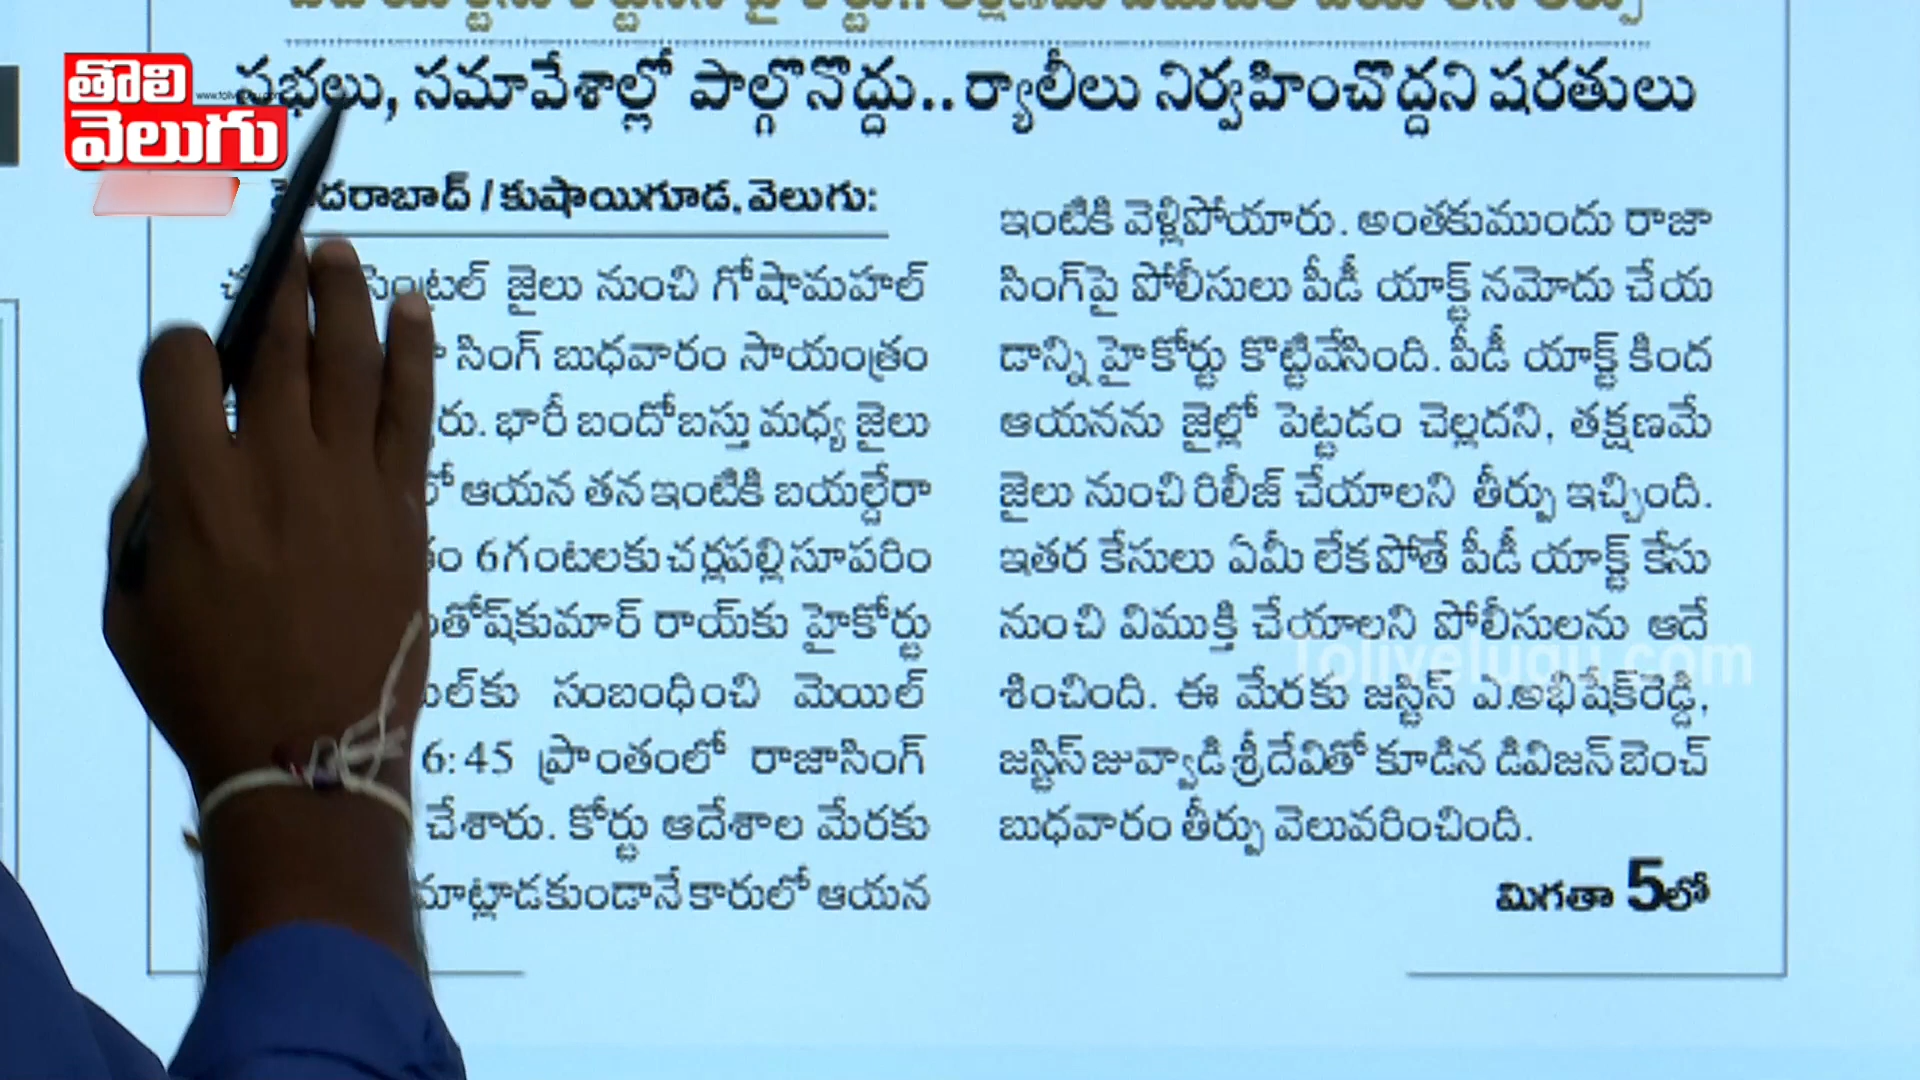 తొలి
వెలుగు
సభలు, సమావేశాల్లో పాల్గొనొద్దు.. ర్యాలీలు నిర్వహించొద్దని షరతులు
హైదరాబాద్ / కుషాయిగూడ, వెలుగు:
సెంట్రల్ జైలు నుంచి గోషామహల్
సింగ్ బుధవారం సాయంత్రం
భారీ బందోబస్తు మధ్య జైలు
ఆయన తన ఇంటికి బయల్దేరా
6 గంటలకు చర్లపల్లి సూపరిం
రాయ్‌కు హైకోర్టు
సంబంధించి మెయిల్
6:45 ప్రాంతంలో రాజాసింగ్
చేశారు. కోర్టు ఆదేశాల మేరకు
మాట్లాడకుండానే కారులో ఆయన
ఇంటికి వెళ్లిపోయారు. అంతకుముందు రాజా
సింగ్‌పై పోలీసులు పీడీ యాక్ట్ నమోదు చేయ
డాన్ని హైకోర్టు కొట్టివేసింది. పీడీ యాక్ట్ కింద
ఆయనను జైల్లో పెట్టడం చెల్లదని, తక్షణమే
జైలు నుంచి రిలీజ్ చేయాలని తీర్పు ఇచ్చింది.
ఇతర కేసులు ఏమీ లేకపోతే పీడీ యాక్ట్ కేసు
నుంచి విముక్తి చేయాలని పోలీసులను ఆదే
శించింది. ఈ మేరకు జస్టిస్ ఎ.అభిషేక్‌రెడ్డి,
జస్టిస్ జువ్వాడి శ్రీదేవితో కూడిన డివిజన్ బెంచ్
బుధవారం తీర్పు వెలువరించింది.
మిగతా 5లో
Tolivelugu.com